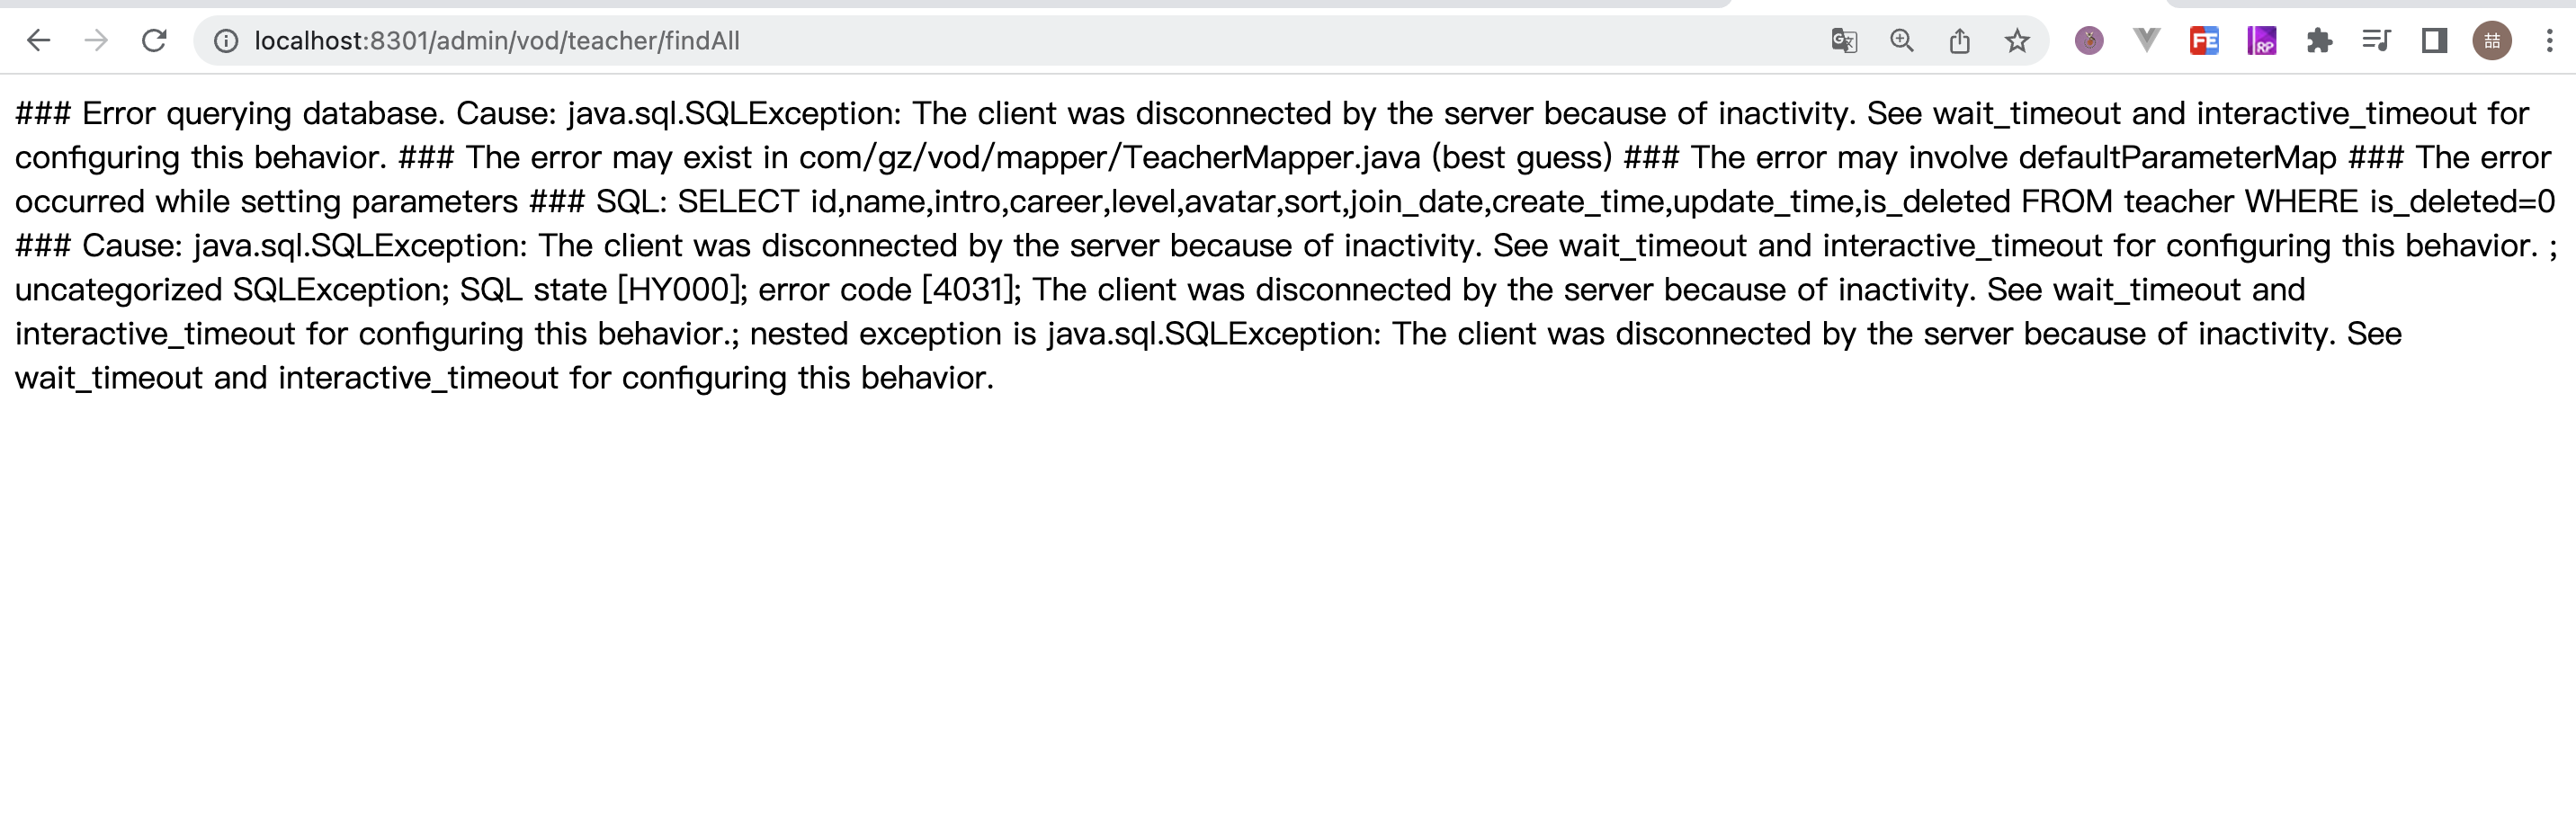 localhost:8301/admin/vod/teacher/findAll
FE
RP
喆
### Error querying database. Cause: java.sql.SQLException: The client was disconnected by the server because of inactivity. See wait_timeout and interactive_timeout for
configuring this behavior. ### The error may exist in com/gz/vod/mapper/TeacherMapper.java (best guess) ### The error may involve defaultParameterMap ### The error
occurred while setting parameters ### SQL: SELECT id,name,intro,career,level,avatar,sort,join_date,create_time,update_time,is_deleted FROM teacher WHERE is_deleted=0
### Cause: java.sql.SQLException: The client was disconnected by the server because of inactivity. See wait_timeout and interactive_timeout for configuring this behavior. ;
uncategorized SQLException; SQL state [HY000]; error code [4031]; The client was disconnected by the server because of inactivity. See wait_timeout and
interactive_timeout for configuring this behavior.; nested exception is java.sql.SQLException: The client was disconnected by the server because of inactivity. See
wait_timeout and interactive_timeout for configuring this behavior.